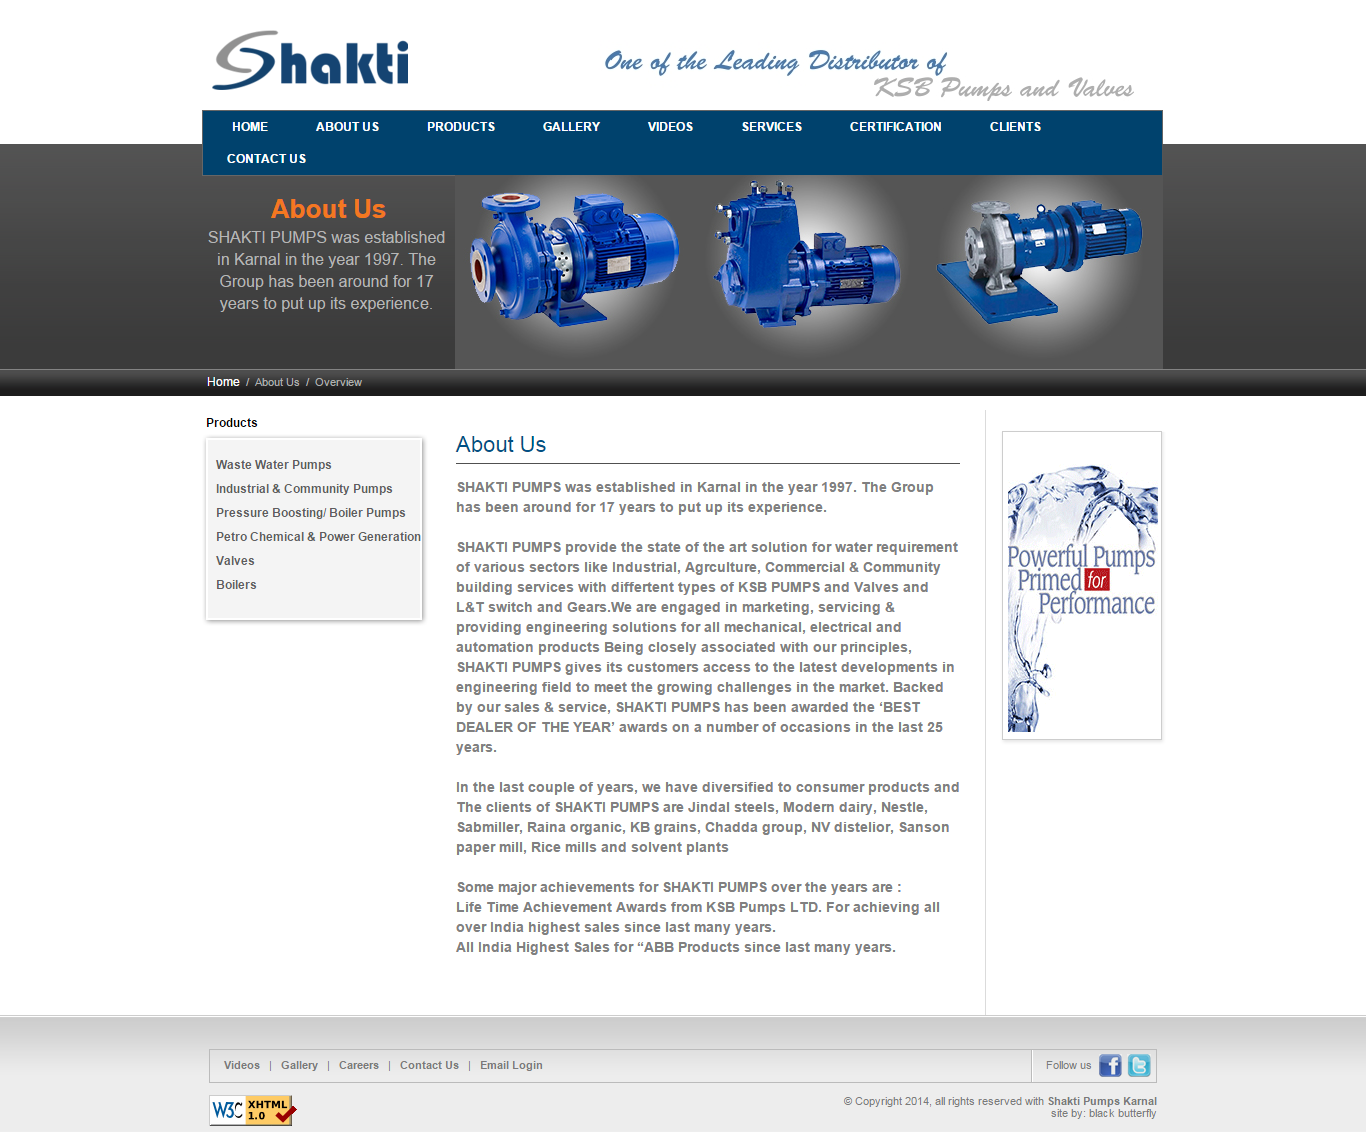 Shakti
One of the Leading Distributor of
KSB Pumps and Valves
HOME ABOUT US PRODUCTS GALLERY VIDEOS SERVICES CERTIFICATION CLIENTS
CONTACT US
About Us
SHAKTI PUMPS was established
in Karnal in the year 1997. The
Group has been around for 17
years to put up its experience.
Home / About Us / Overview
Products
Waste Water Pumps
Industrial & Community Pumps
Pressure Boosting/ Boiler Pumps
Petro Chemical & Power Generation
Valves
Boilers
About Us
SHAKTI PUMPS was established in Karnal in the year 1997. The Group
has been around for 17 years to put up its experience.
SHAKTI PUMPS provide the state of the art solution for water requirement
of various sectors like Industrial, Agrculture, Commercial & Community
building services with differtent types of KSB PUMPS and Valves and
L&T switch and Gears.We are engaged in marketing, servicing &
providing engineering solutions for all mechanical, electrical and
automation products Being closely associated with our principles,
SHAKTI PUMPS gives its customers access to the latest developments in
engineering field to meet the growing challenges in the market. Backed
by our sales & service, SHAKTI PUMPS has been awarded the ‘BEST
DEALER OF THE YEAR’ awards on a number of occasions in the last 25
years.
In the last couple of years, we have diversified to consumer products and
The clients of SHAKTI PUMPS are Jindal steels, Modern dairy, Nestle,
Sabmiller, Raina organic, KB grains, Chadda group, NV distelior, Sanson
paper mill, Rice mills and solvent plants
Some major achievements for SHAKTI PUMPS over the years are :
Life Time Achievement Awards from KSB Pumps LTD. For achieving all
over India highest sales since last many years.
All India Highest Sales for “ABB Products since last many years.
Powerful Pumps
Primed for
Performance
Videos | Gallery | Careers | Contact Us | Email Login
Follow us f t
W3C XHTML
1.0
© Copyright 2014, all rights reserved with Shakti Pumps Karnal
site by: black butterfly